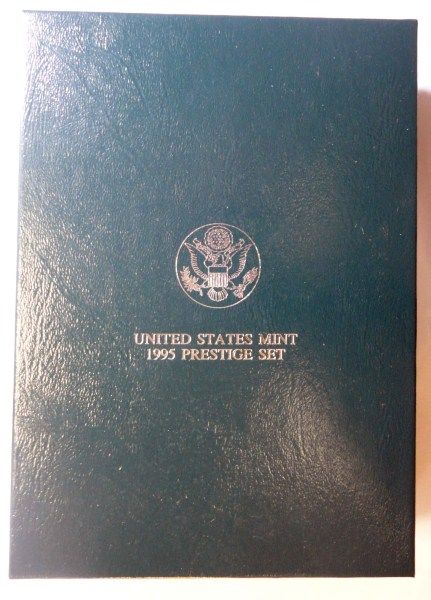 UNITED STATES MINT
1995 PRESTIGE SET